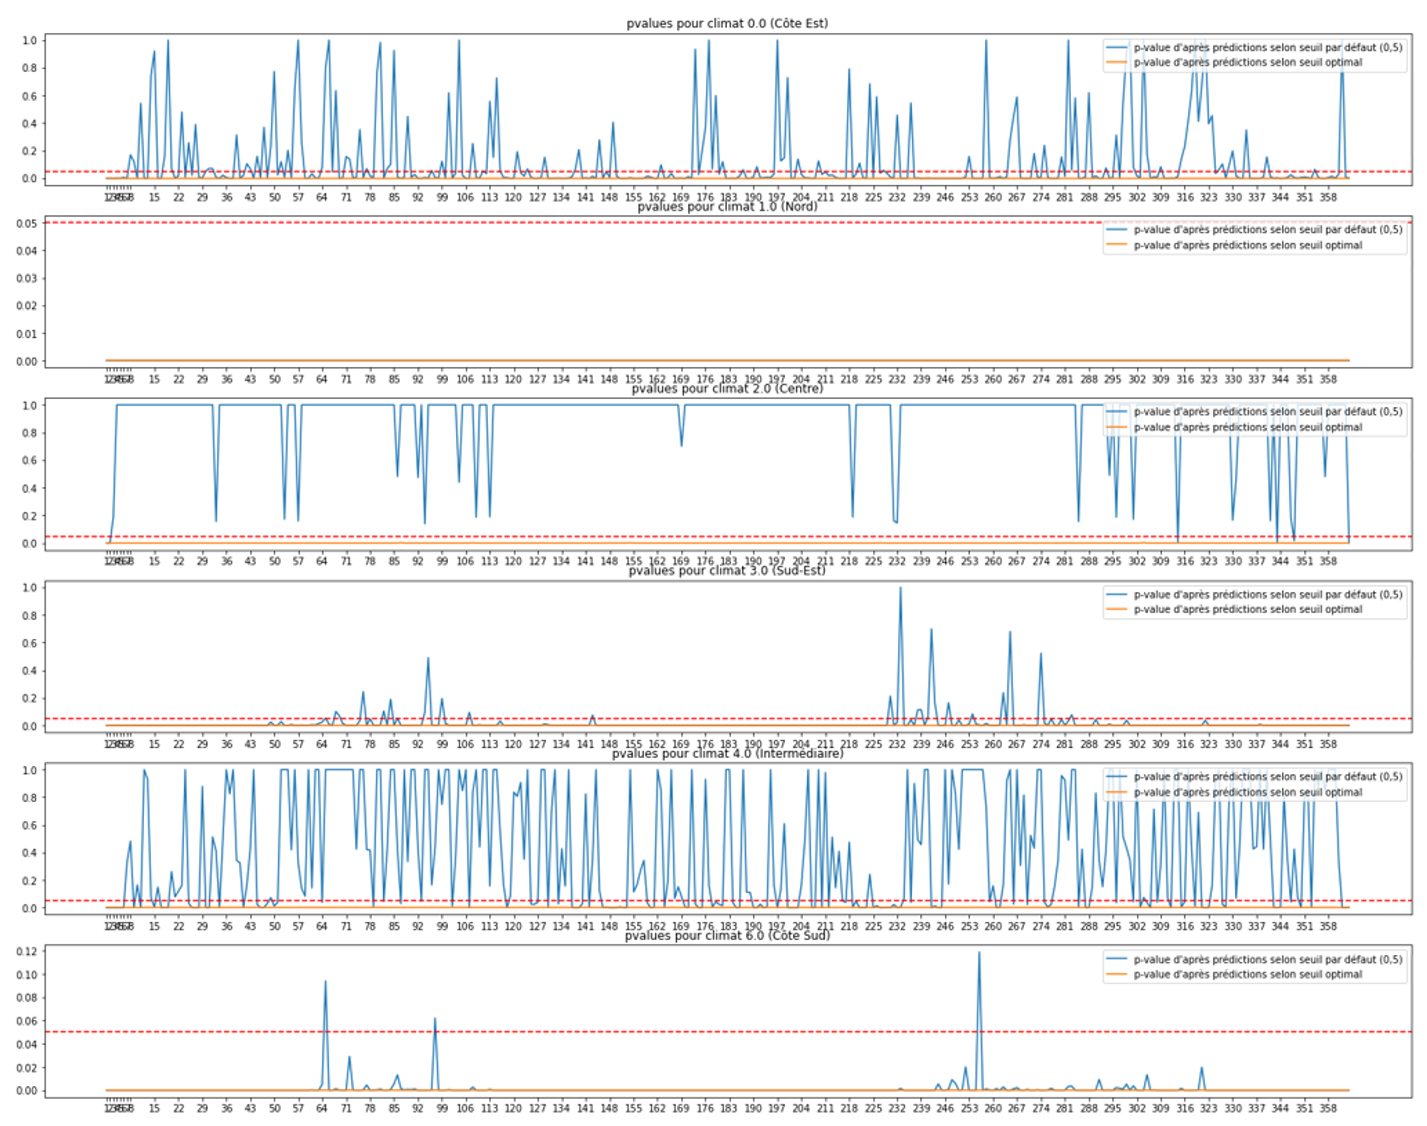 pvalues pour climat 0.0 (Côte Est)
1.0
p-value d'après prédictions selon seuil par défaut (0,5)
p-value d'après prédictions selon seuil optimal
0.8
0.6
0.4
0.2
0.0
15 22 29 36 43 50 57 64 71 78 85 92 99 106 113 120 127 134 141 148 155 162 169 176 183 190 197 204 211 218 225 232 239 246 253 260 267 274 281 288 295 302 309 316 323 330 337 344 351 358
pvalues pour climat 1.0 (Nord)
0.05
p-value d'après prédictions selon seuil par défaut (0,5)
p-value d'après prédictions selon seuil optimal
0.04
0.03
0.02
0.01
0.00
15 22 29 36 43 50 57 64 71 78 85 92 99 106 113 120 127 134 141 148 155 162 169 176 183 190 197 204 211 218 225 232 239 246 253 260 267 274 281 288 295 302 309 316 323 330 337 344 351 358
pvalues pour climat 2.0 (Centre)
1.0
p-value d'après prédictions selon seuil par défaut (0,5)
p-value d'après prédictions selon seuil optimal
0.8
0.6
0.4
0.2
0.0
15 22 29 36 43 50 57 64 71 78 85 92 99 106 113 120 127 134 141 148 155 162 169 176 183 190 197 204 211 218 225 232 239 246 253 260 267 274 281 288 295 302 309 316 323 330 337 344 351 358
pvalues pour climat 3.0 (Sud-Est)
1.0
p-value d'après prédictions selon seuil par défaut (0,5)
p-value d'après prédictions selon seuil optimal
0.8
0.6
0.4
0.2
0.0
15 22 29 36 43 50 57 64 71 78 85 92 99 106 113 120 127 134 141 148 155 162 169 176 183 190 197 204 211 218 225 232 239 246 253 260 267 274 281 288 295 302 309 316 323 330 337 344 351 358
pvalues pour climat 4.0 (Intermédiaire)
1.0
p-value d'après prédictions selon seuil par défaut (0,5)
p-value d'après prédictions selon seuil optimal
0.8
0.6
0.4
0.2
0.0
15 22 29 36 43 50 57 64 71 78 85 92 99 106 113 120 127 134 141 148 155 162 169 176 183 190 197 204 211 218 225 232 239 246 253 260 267 274 281 288 295 302 309 316 323 330 337 344 351 358
pvalues pour climat 6.0 (Côte Sud)
0.12
p-value d'après prédictions selon seuil par défaut (0,5)
p-value d'après prédictions selon seuil optimal
0.10
0.08
0.06
0.04
0.02
0.00
15 22 29 36 43 50 57 64 71 78 85 92 99 106 113 120 127 134 141 148 155 162 169 176 183 190 197 204 211 218 225 232 239 246 253 260 267 274 281 288 295 302 309 316 323 330 337 344 351 358